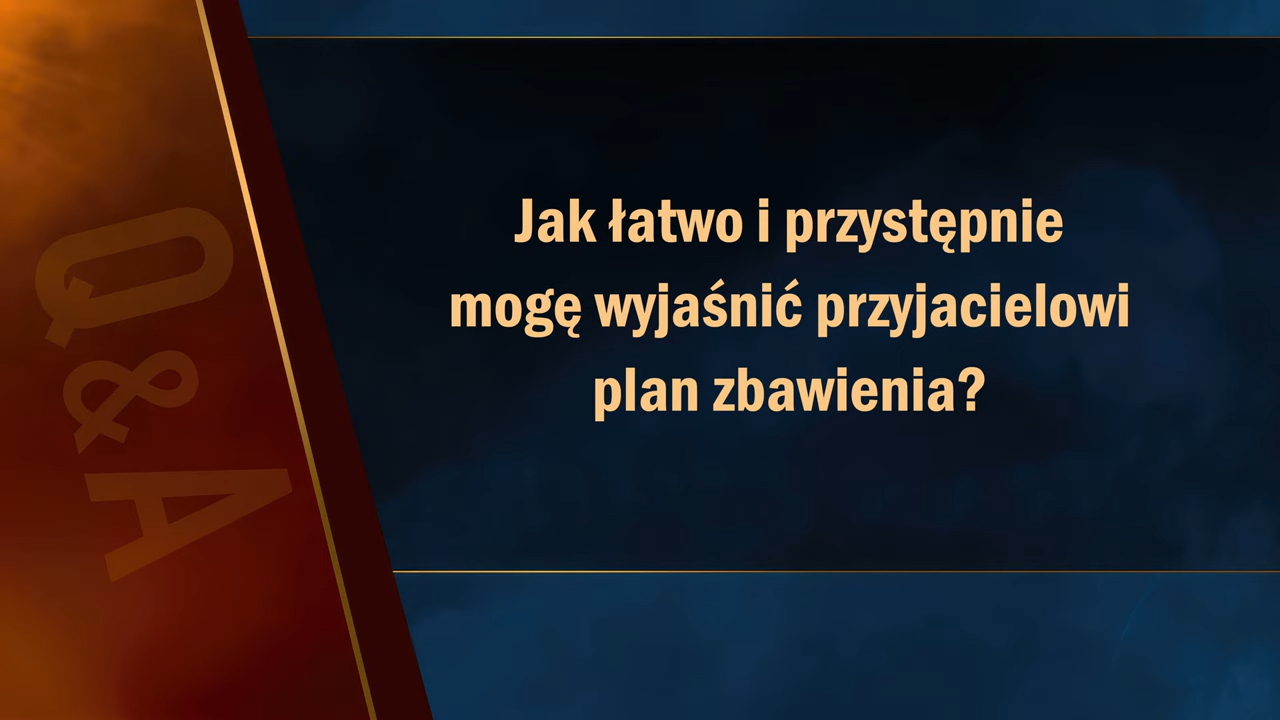 Q&A
Jak łatwo i przystępnie
mogę wyjaśnić przyjacielowi
plan zbawienia?